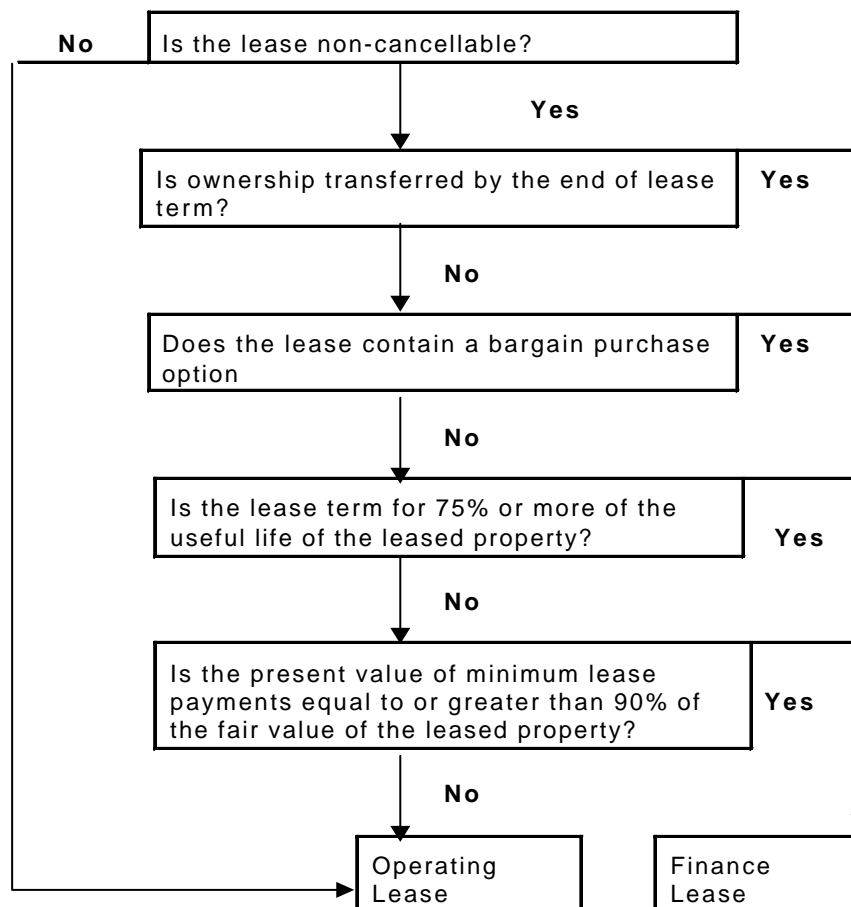 No
Is the lease non-cancellable?
Yes
Is ownership transferred by the end of lease
term?
Yes
No
Does the lease contain a bargain purchase
option
Yes
No
Is the lease term for 75% or more of the
useful life of the leased property?
Yes
No
Is the present value of minimum lease
payments equal to or greater than 90% of
the fair value of the leased property?
Yes
No
Operating
Lease
Finance
Lease